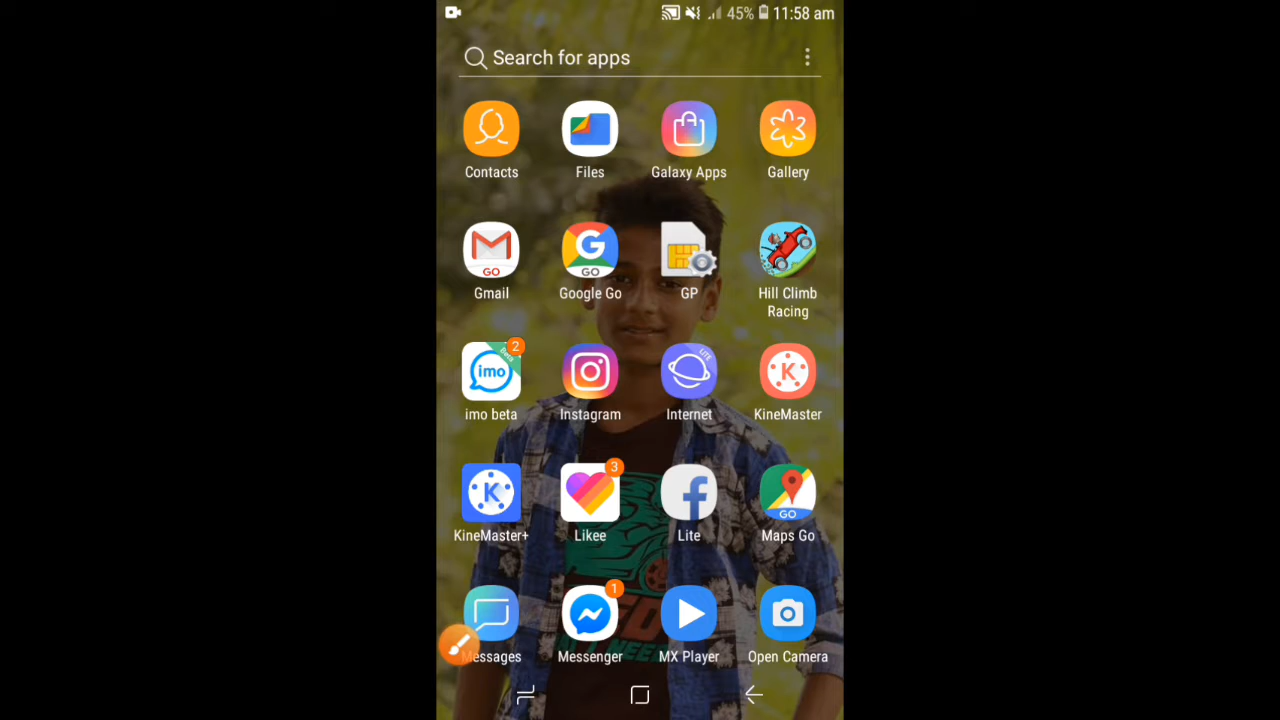 45% 11:58 am
Search for apps
Contacts Files Galaxy Apps Gallery
GO GO
Gmail Google Go GP Hill Climb Racing
2
Beta LITE
imo K
imo beta Instagram Internet KineMaster
3
K
GO
KineMaster+ Likee Lite Maps Go
1
Messages Messenger MX Player Open Camera